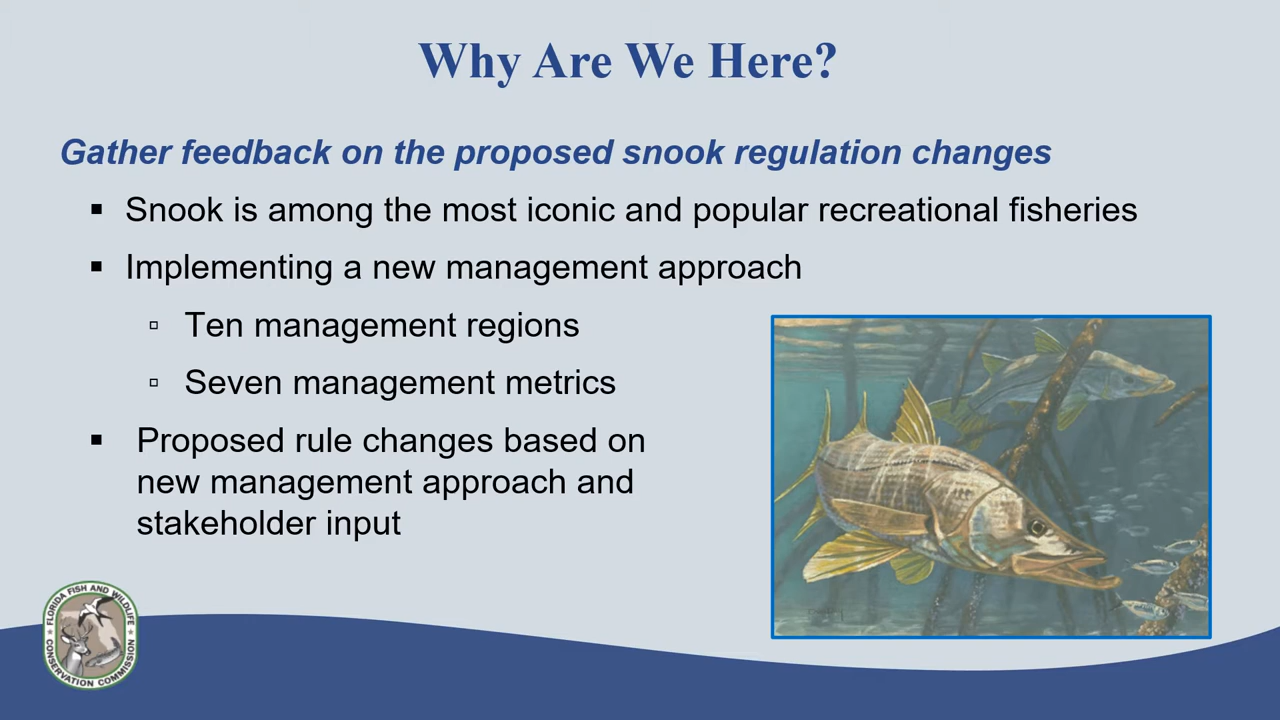 Why Are We Here?
Gather feedback on the proposed snook regulation changes
▪ Snook is among the most iconic and popular recreational fisheries
▪ Implementing a new management approach
▫ Ten management regions
▫ Seven management metrics
▪ Proposed rule changes based on
new management approach and
stakeholder input
FLORIDA FISH AND WILDLIFE
CONSERVATION COMMISSION